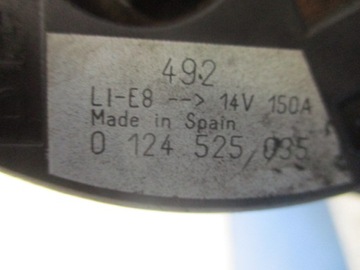 492
LI-E8 --> 14V 150A
Made in Spain
0 124 525 035